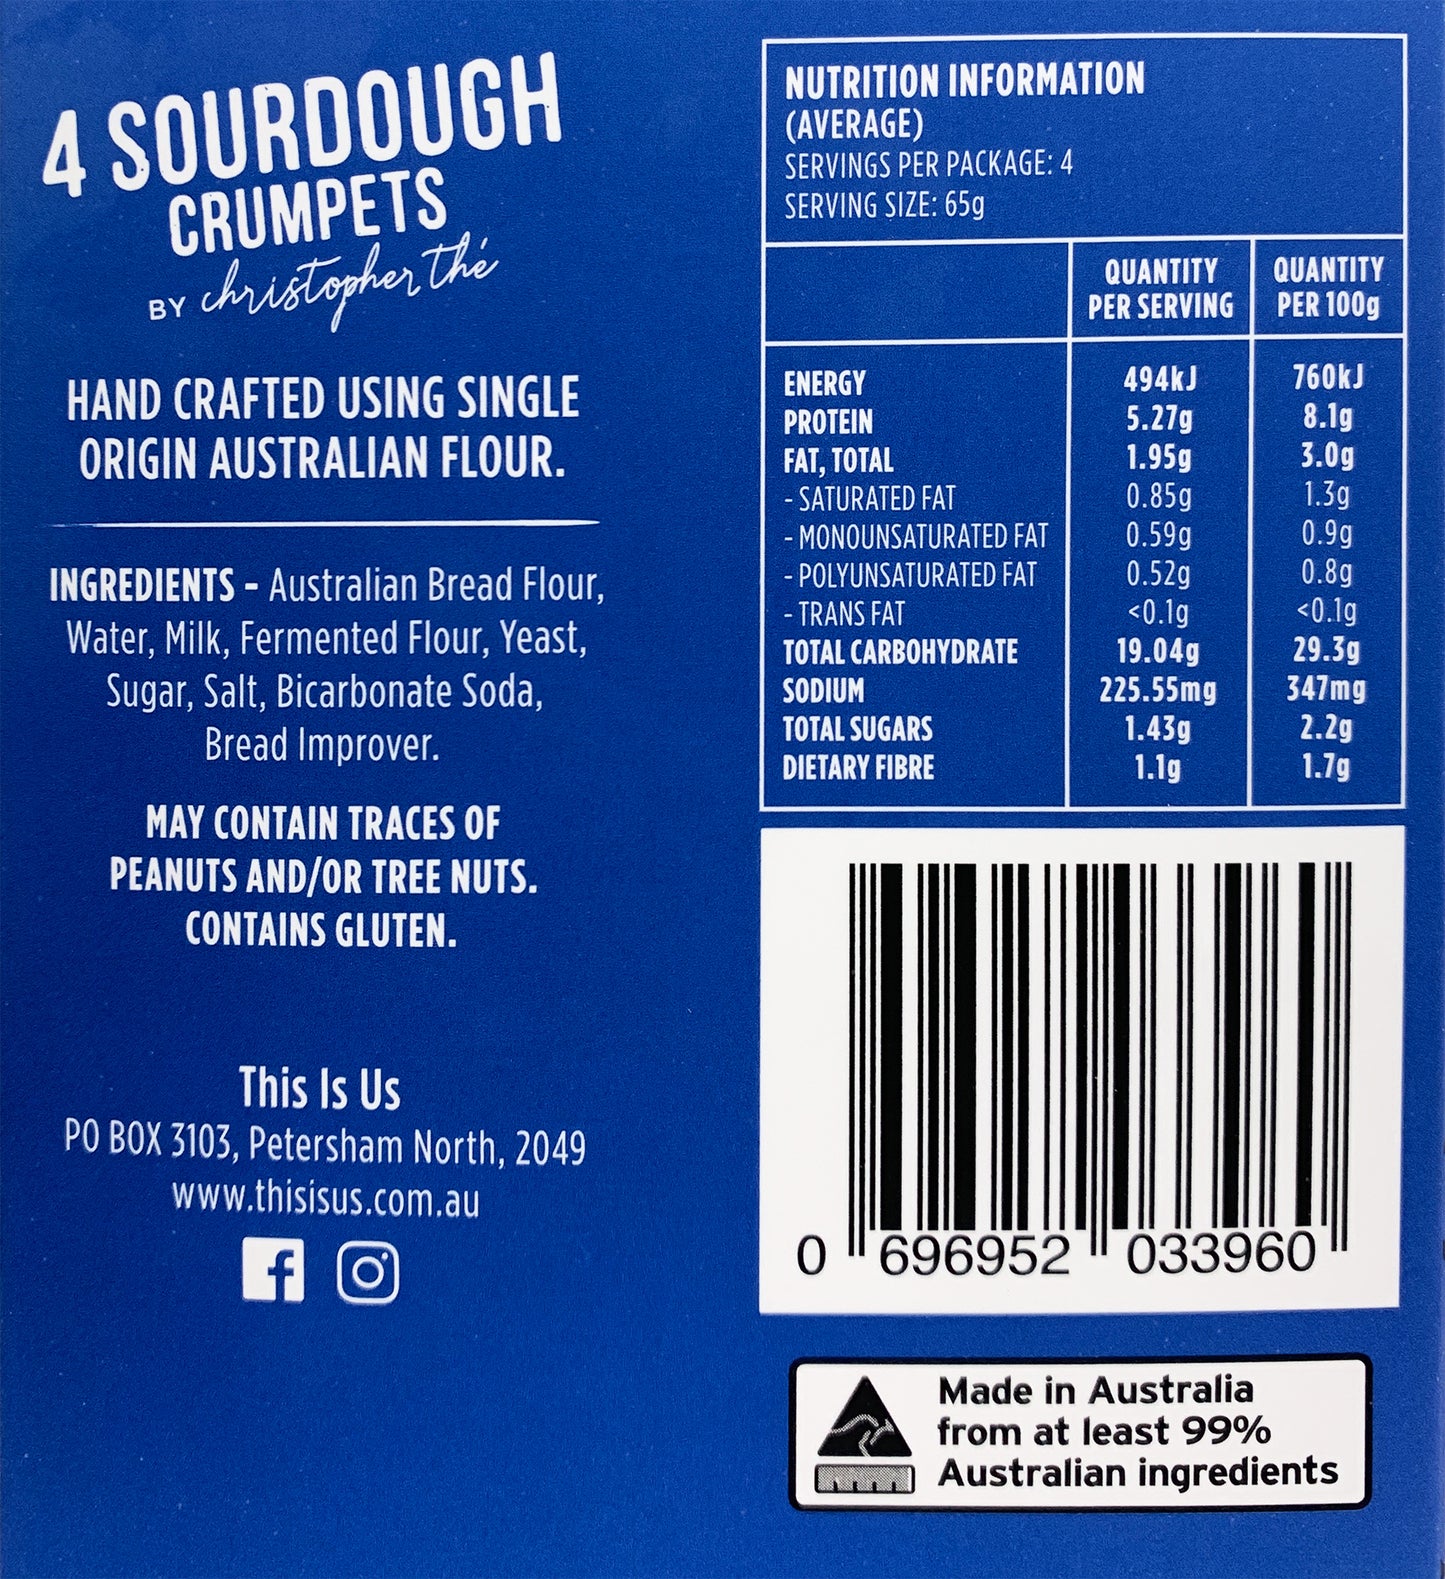 4 SOURDOUGH
CRUMPETS
BY christopher thé
HAND CRAFTED USING SINGLE
ORIGIN AUSTRALIAN FLOUR.
INGREDIENTS – Australian Bread Flour,
Water, Milk, Fermented Flour, Yeast,
Sugar, Salt, Bicarbonate Soda,
Bread Improver.
MAY CONTAIN TRACES OF
PEANUTS AND/OR TREE NUTS.
CONTAINS GLUTEN.
This Is Us
PO BOX 3103, Petersham North, 2049
www.thisisus.com.au
NUTRITION INFORMATION
(AVERAGE)
SERVINGS PER PACKAGE: 4
SERVING SIZE: 65g
QUANTITY PER SERVING QUANTITY PER 100g
ENERGY 494kJ 760kJ
PROTEIN 5.27g 8.1g
FAT, TOTAL 1.95g 3.0g
- SATURATED FAT 0.85g 1.3g
- MONOUNSATURATED FAT 0.59g 0.9g
- POLYUNSATURATED FAT 0.52g 0.8g
- TRANS FAT <0.1g <0.1g
TOTAL CARBOHYDRATE 19.04g 29.3g
SODIUM 225.55mg 347mg
TOTAL SUGARS 1.43g 2.2g
DIETARY FIBRE 1.1g 1.7g
0 696952 033960
Made in Australia
from at least 99%
Australian ingredients